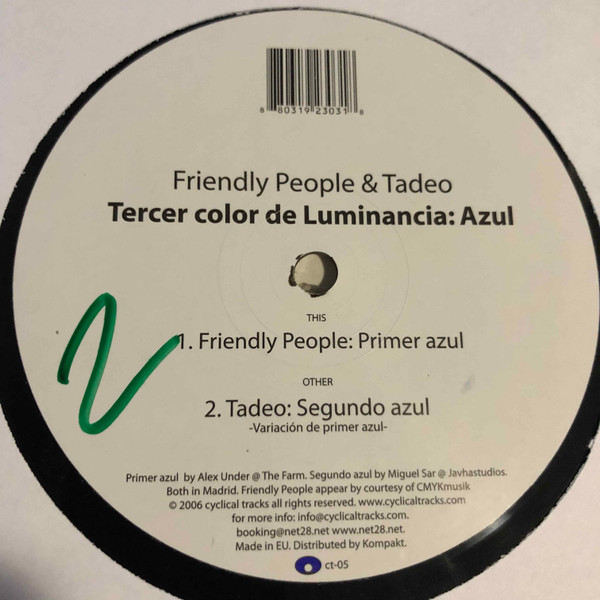 8 80319 23031 8
Friendly People & Tadeo
Tercer color de Luminancia: Azul
THIS
1. Friendly People: Primer azul
OTHER
2. Tadeo: Segundo azul
-Variación de primer azul-
2
Primer azul  by Alex Under @ The Farm. Segundo azul by Miguel Sar @ Javhastudios.
Both in Madrid. Friendly People appear by courtesy of CMYKmusik
© 2006 cyclical tracks all rights reserved. www.cyclicaltracks.com
for more info: info@cyclicaltracks.com.
booking@net28.net www.net28.net.
Made in EU. Distributed by Kompakt.
ct-05